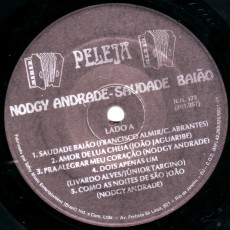 PELEJA
NODGY ANDRADE-SAUDADE BAIÃO
LADO A
1. SAUDADE BAIÃO (FRANCISCO ALMIR/C. ABRANTES)
2. AMOR DE LUA CHEIA (JOÃO JAGUARIBE)
3. PRA ALEGRAR MEU CORAÇÃO (NODGY ANDRADE)
4. DOIS APENAS UM
(LIVARDO ALVES/JÚNIOR TARGINO)
5. COMO AS NOITES DE SÃO JOÃO
(NODGY ANDRADE)